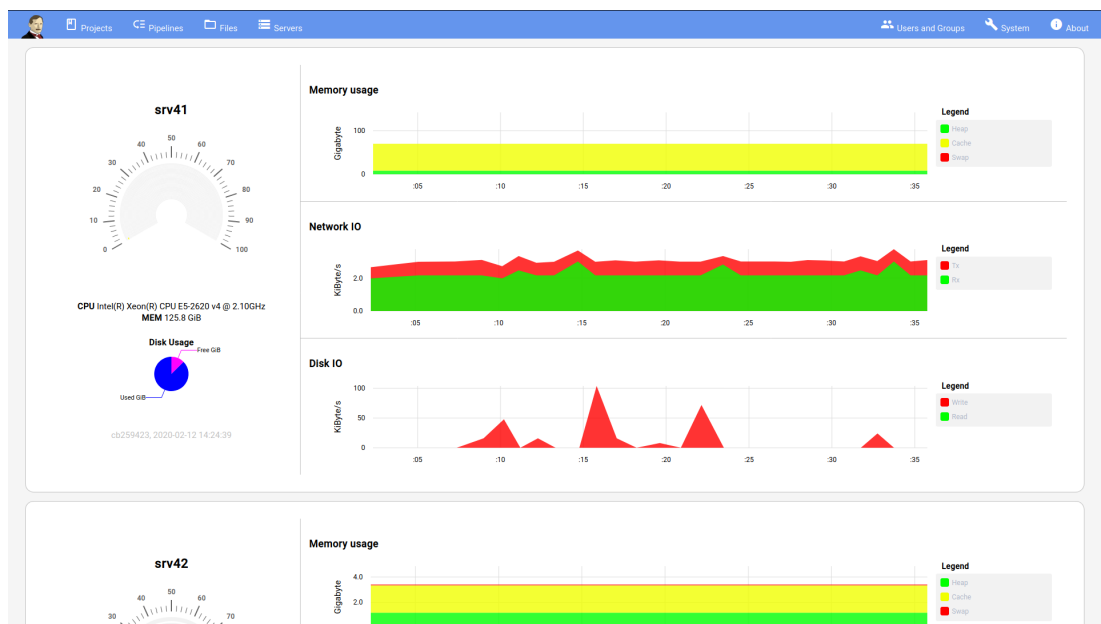 Projects Pipelines Files Servers Users and Groups System About
srv41
0 10 20 30 40 50 60 70 80 90 100
CPU Intel(R) Xeon(R) CPU E5-2620 v4 @ 2.10GHz
MEM 125.8 GiB
Disk Usage
Free GiB
Used GiB
cb259423, 2020-02-12 14:24:39
Memory usage
Gigabyte
100
0
:05 :10 :15 :20 :25 :30 :35
Legend
Heap
Cache
Swap
Network IO
KiByte/s
2.0
0.0
:05 :10 :15 :20 :25 :30 :35
Legend
Tx
Rx
Disk IO
KiByte/s
100
50
0
:05 :10 :15 :20 :25 :30 :35
Legend
Write
Read
srv42
30 40 50 60 70
Memory usage
Gigabyte
4.0
2.0
Legend
Heap
Cache
Swap